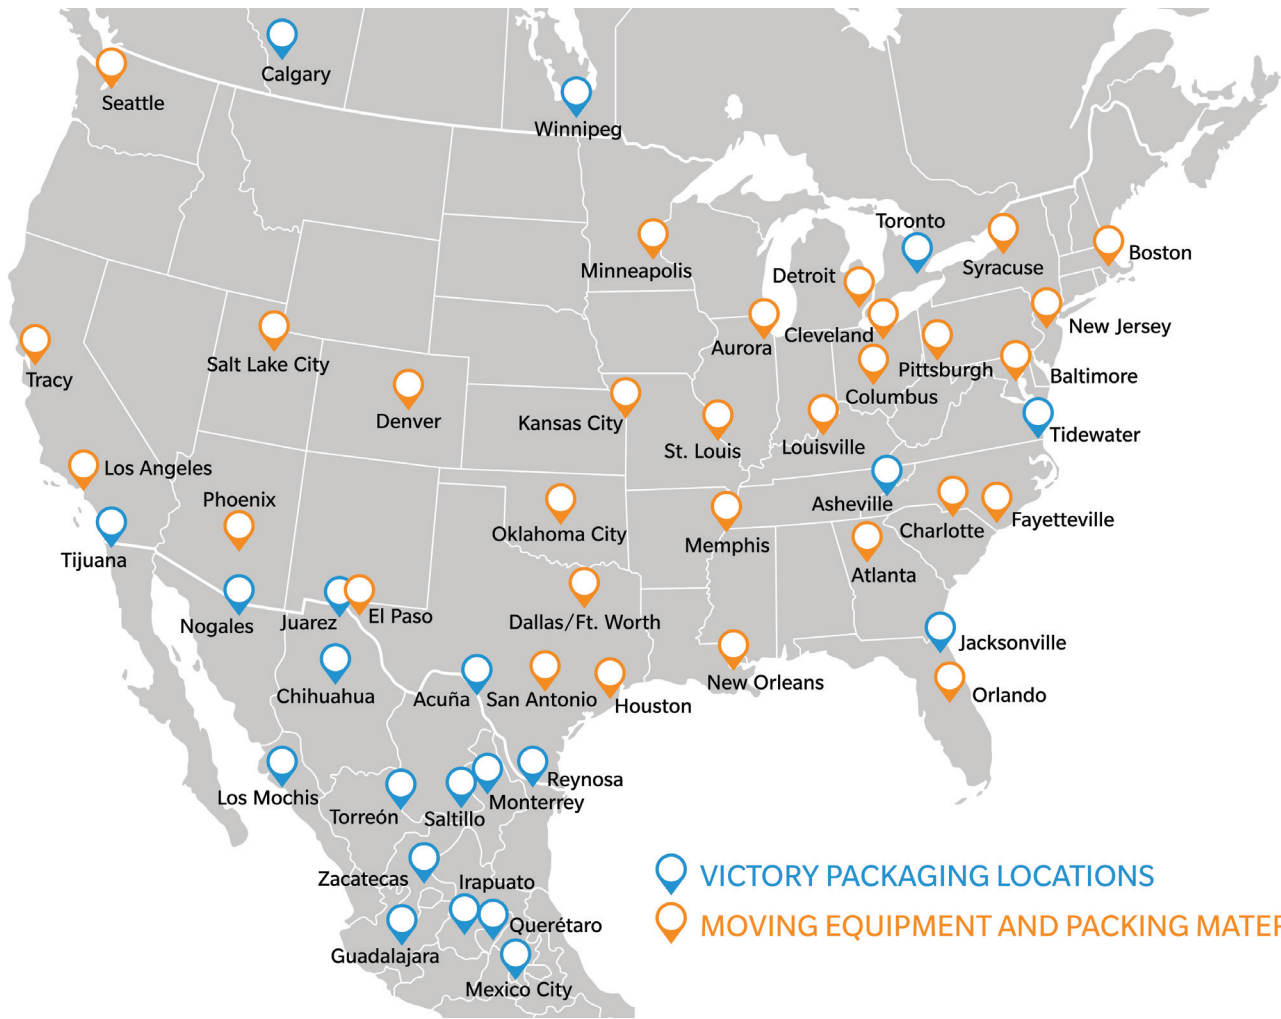 Calgary
Seattle
Winnipeg
Toronto
Boston
Minneapolis
Syracuse
Detroit
New Jersey
Cleveland
Aurora
Salt Lake City
Pittsburgh
Tracy
Baltimore
Columbus
Denver
Kansas City
Tidewater
St. Louis
Louisville
Los Angeles
Phoenix
Asheville
Fayetteville
Charlotte
Oklahoma City
Memphis
Tijuana
Atlanta
El Paso
Dallas/Ft. Worth
Nogales
Juarez
Jacksonville
New Orleans
Orlando
Chihuahua
Acuña
San Antonio
Houston
Reynosa
Los Mochis
Monterrey
Torreón
Saltillo
Zacatecas
Irapuato
VICTORY PACKAGING LOCATIONS
Querétaro
MOVING EQUIPMENT AND PACKING MATER
Guadalajara
Mexico City